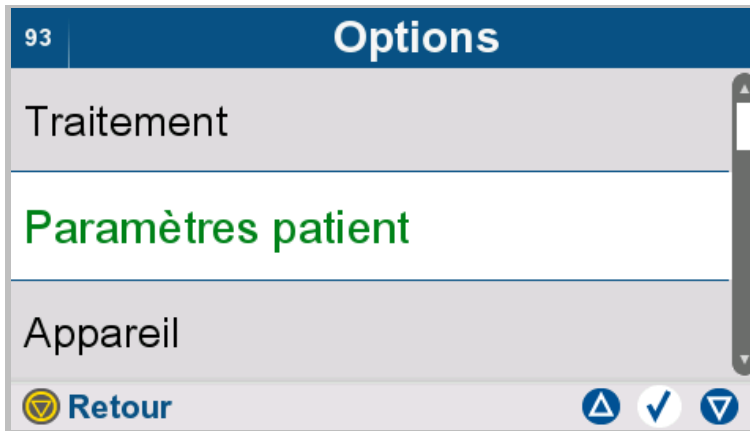 93
Options
Traitement
Paramètres patient
Appareil
Retour